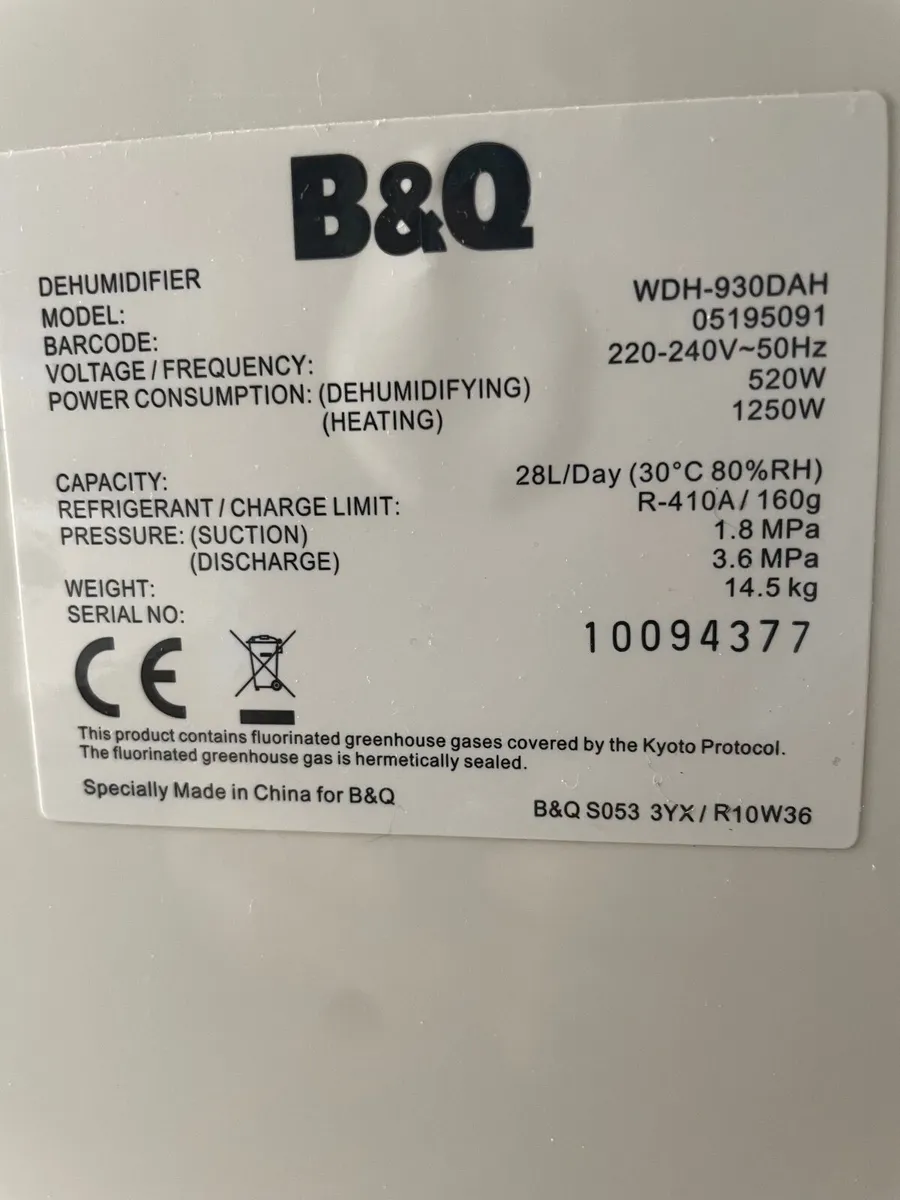 B&Q
DEHUMIDIFIER
MODEL: WDH-930DAH
BARCODE: 05195091
VOLTAGE / FREQUENCY: 220-240V~50Hz
POWER CONSUMPTION: (DEHUMIDIFYING) 520W
(HEATING) 1250W
CAPACITY: 28L/Day (30°C 80%RH)
REFRIGERANT / CHARGE LIMIT: R-410A / 160g
PRESSURE: (SUCTION) 1.8 MPa
(DISCHARGE) 3.6 MPa
WEIGHT: 14.5 kg
SERIAL NO: 10094377
CE
This product contains fluorinated greenhouse gases covered by the Kyoto Protocol.
The fluorinated greenhouse gas is hermetically sealed.
Specially Made in China for B&Q
B&Q S053 3YX / R10W36